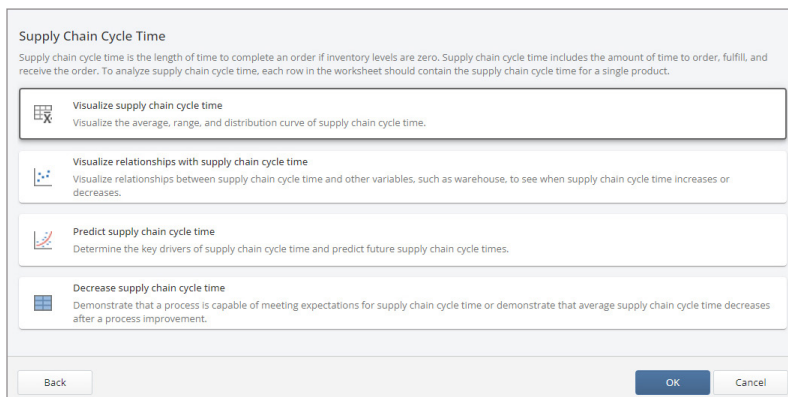 Supply Chain Cycle Time
Supply chain cycle time is the length of time to complete an order if inventory levels are zero. Supply chain cycle time includes the amount of time to order, fulfill, and
receive the order. To analyze supply chain cycle time, each row in the worksheet should contain the supply chain cycle time for a single product.
Visualize supply chain cycle time
Visualize the average, range, and distribution curve of supply chain cycle time.
Visualize relationships with supply chain cycle time
Visualize relationships between supply chain cycle time and other variables, such as warehouse, to see when supply chain cycle time increases or
decreases.
Predict supply chain cycle time
Determine the key drivers of supply chain cycle time and predict future supply chain cycle times.
Decrease supply chain cycle time
Demonstrate that a process is capable of meeting expectations for supply chain cycle time or demonstrate that average supply chain cycle time decreases
after a process improvement.
Back
OK
Cancel